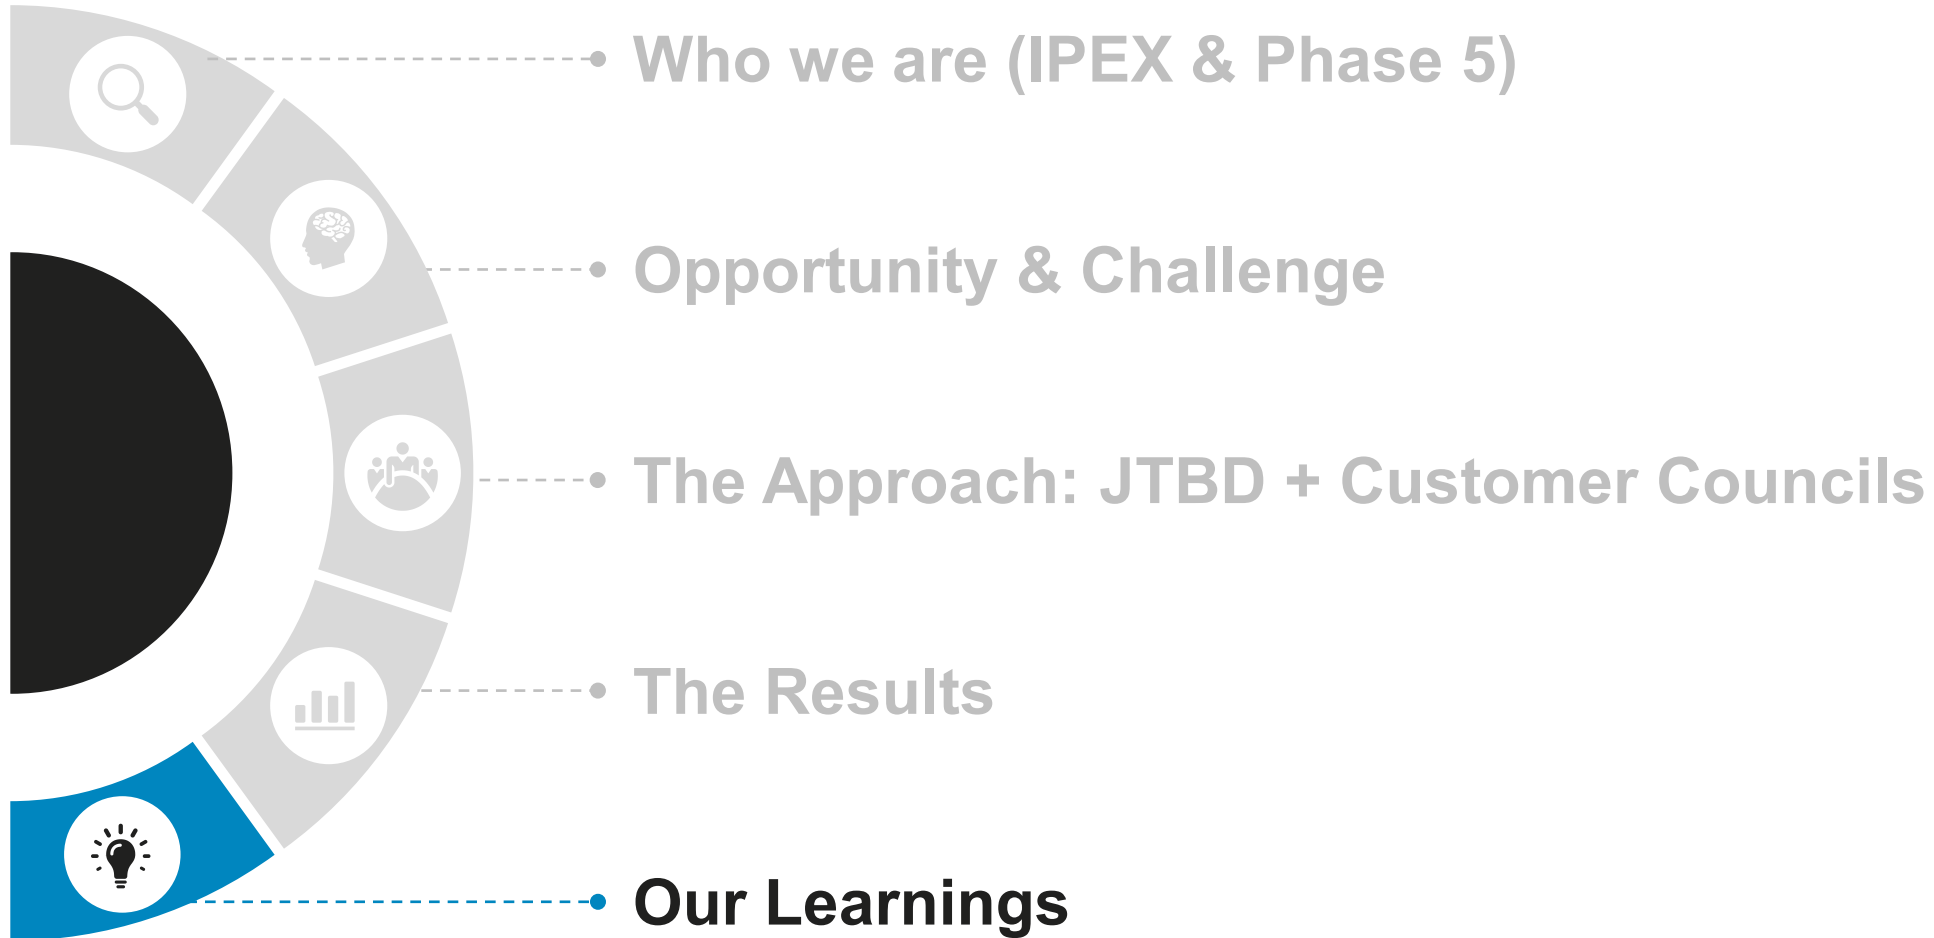 Who we are (IPEX & Phase 5)
Opportunity & Challenge
The Approach: JTBD + Customer Councils
The Results
Our Learnings